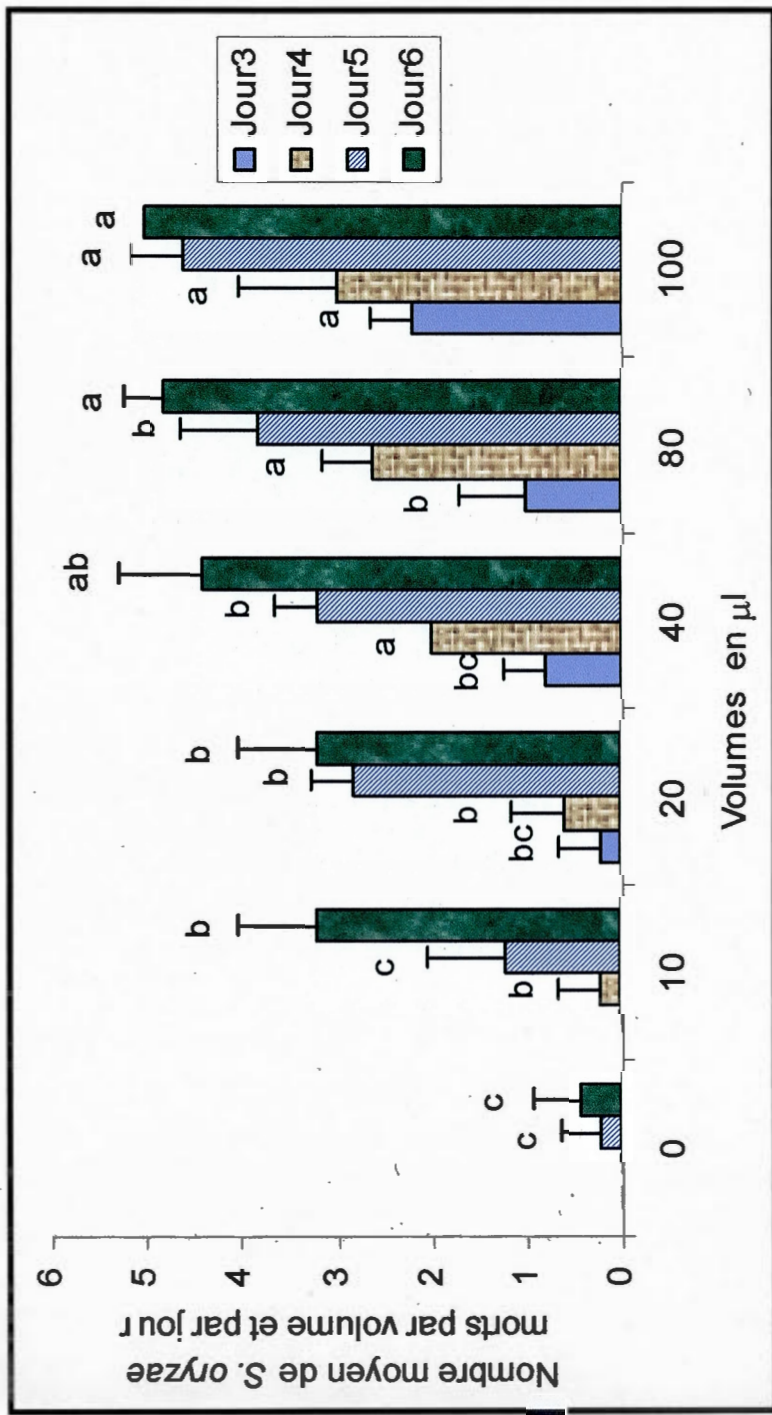 Nombre moyen de S. oryzae
morts par volume et par jour
6
5
4
3
2
1
0
c
c
b
c
b
bc
b
b
b
bc
a
b
ab
b
a
b
a
a
a
a
a
0
10
20
40
80
100
Volumes en µl
Jour3
Jour4
Jour5
Jour6